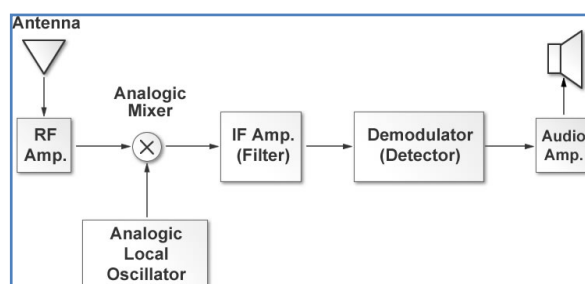 Antenna
Analogic
Mixer
RF
Amp.
IF Amp.
(Filter)
Demodulator
(Detector)
Audio
Amp.
Analogic
Local
Oscillator